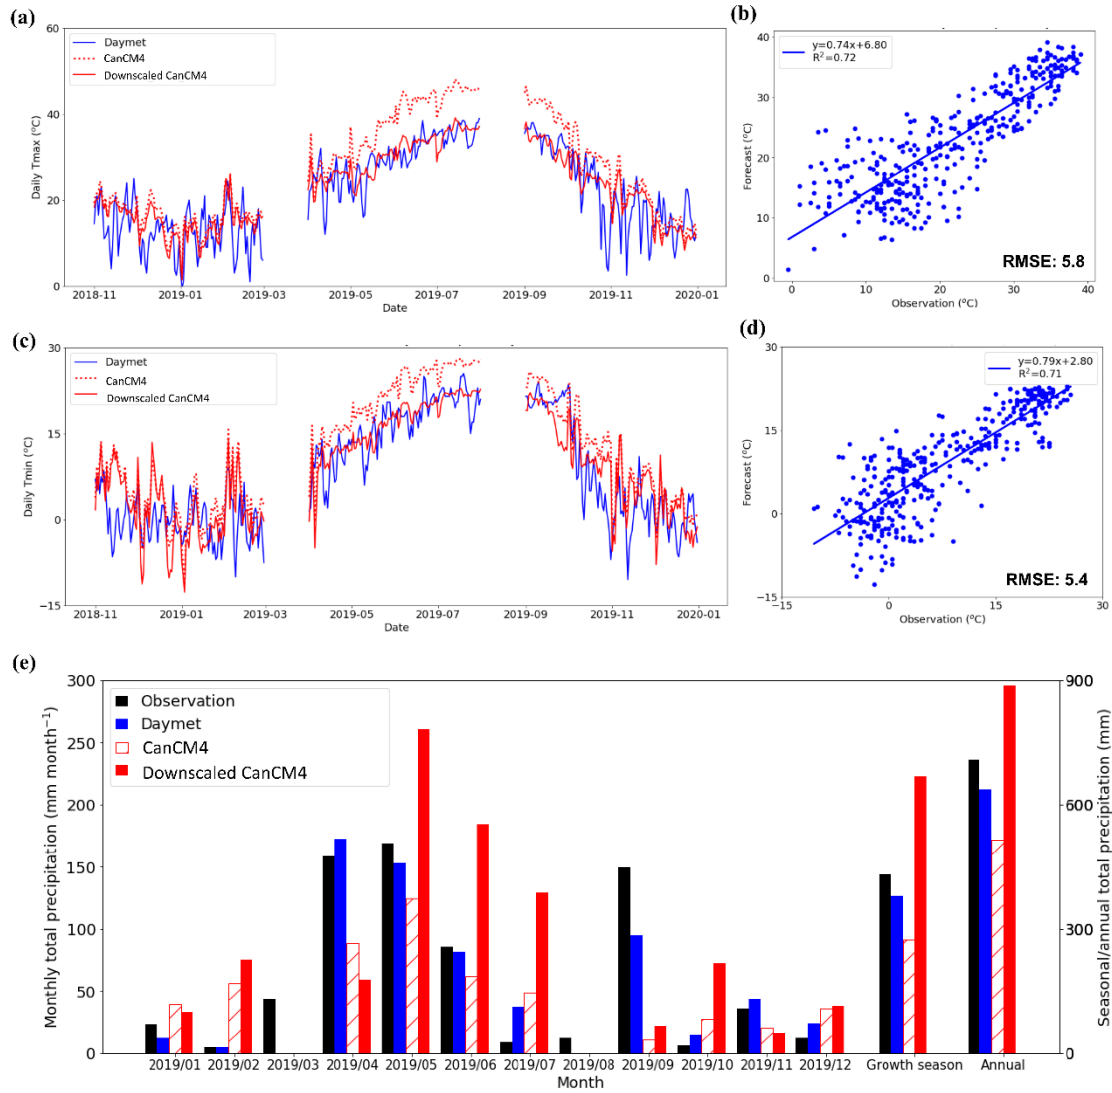 (a)
60
40
20
0
Daily Tmax (°C)
Daymet
CanCM4
Downscaled CanCM4
2018-11
2019-01
2019-03
2019-05
2019-07
2019-09
2019-11
2020-01
Date
(b)
40
30
20
10
0
Forecast (°C)
y=0.74x+6.80
R²=0.72
RMSE: 5.8
0
10
20
30
40
Observation (°C)
(c)
30
15
0
−15
Daily Tmin (°C)
Daymet
CanCM4
Downscaled CanCM4
2018-11
2019-01
2019-03
2019-05
2019-07
2019-09
2019-11
2020-01
Date
(d)
30
15
0
−15
Forecast (°C)
y=0.79x+2.80
R²=0.71
RMSE: 5.4
−15
0
15
30
Observation (°C)
(e)
300
250
200
150
100
50
0
Monthly total precipitation (mm month⁻¹)
Observation
Daymet
CanCM4
Downscaled CanCM4
900
600
300
0
Seasonal/annual total precipitation (mm)
2019/01
2019/02
2019/03
2019/04
2019/05
2019/06
2019/07
2019/08
2019/09
2019/10
2019/11
2019/12
Growth season
Annual
Month